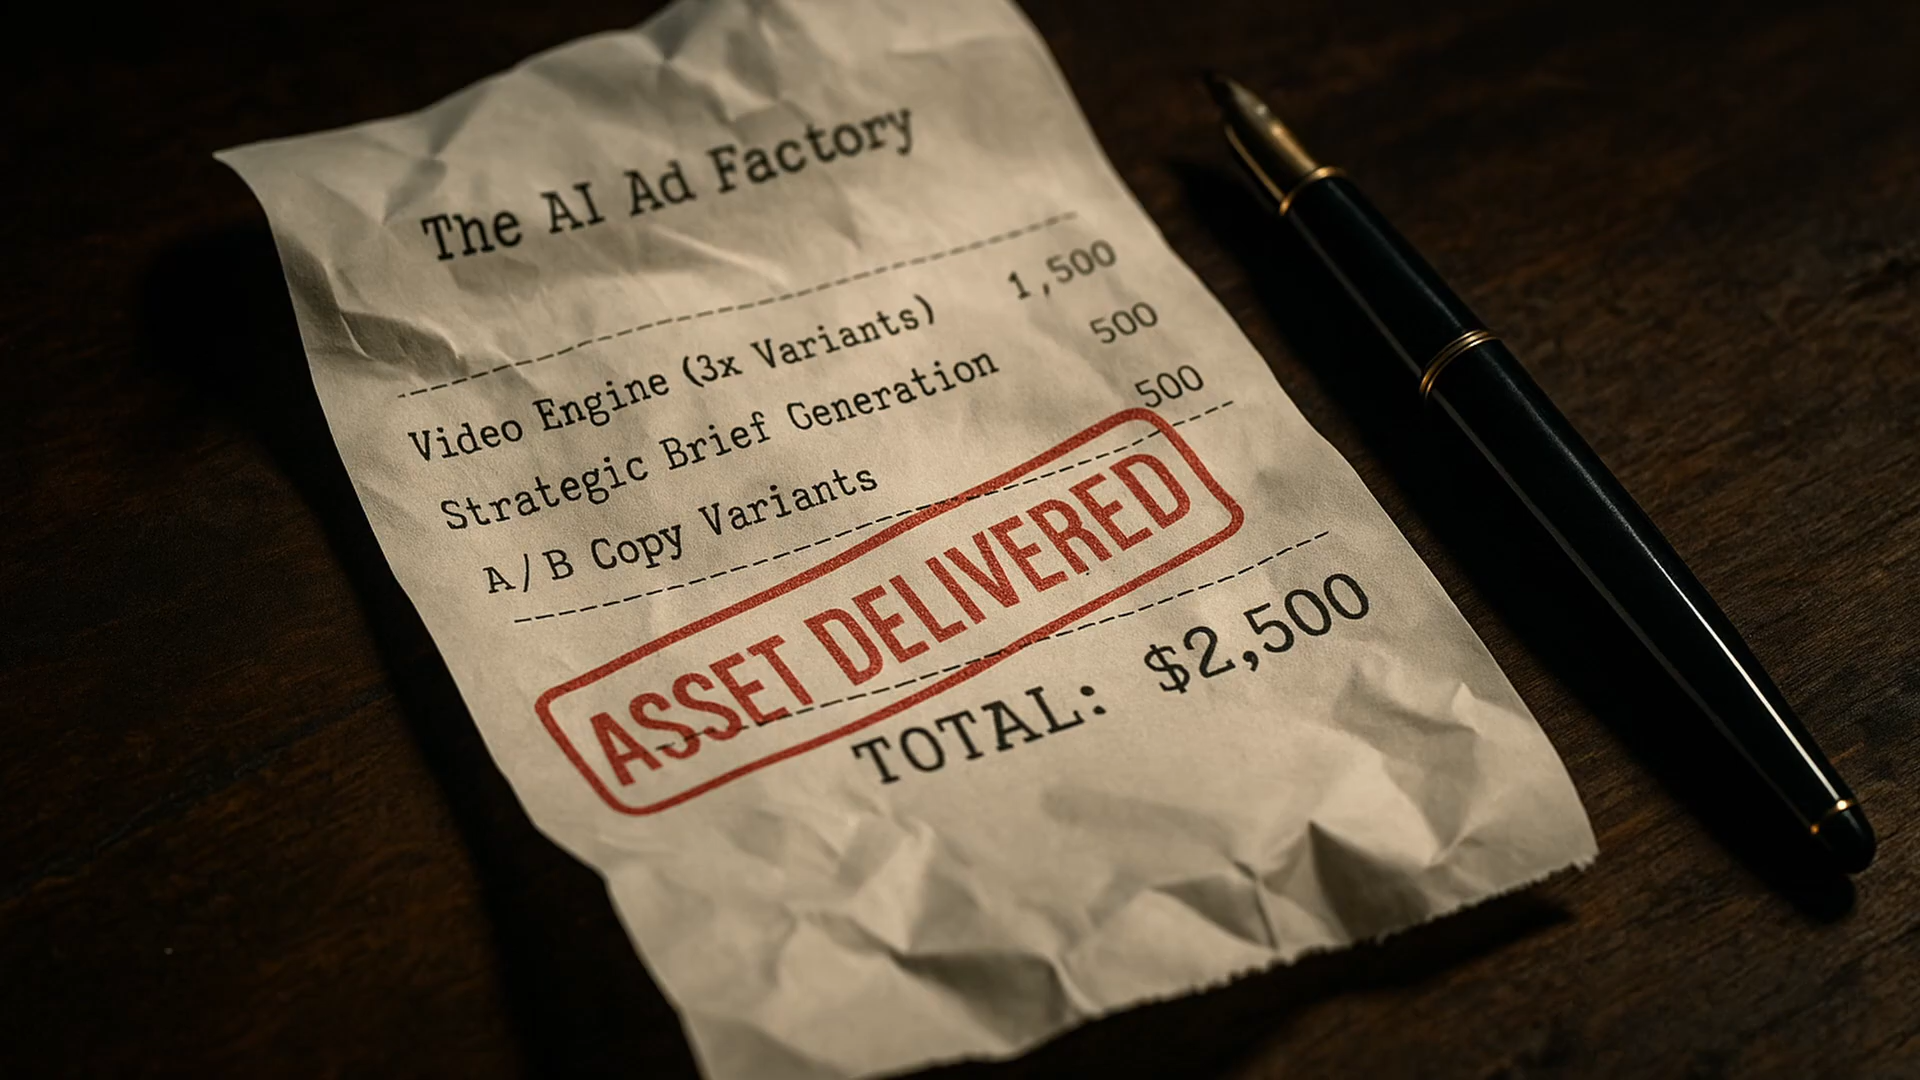 The AI Ad Factory
Video Engine (3x Variants) 1,500
Strategic Brief Generation 500
A/B Copy Variants 500
ASSET DELIVERED
TOTAL: $2,500